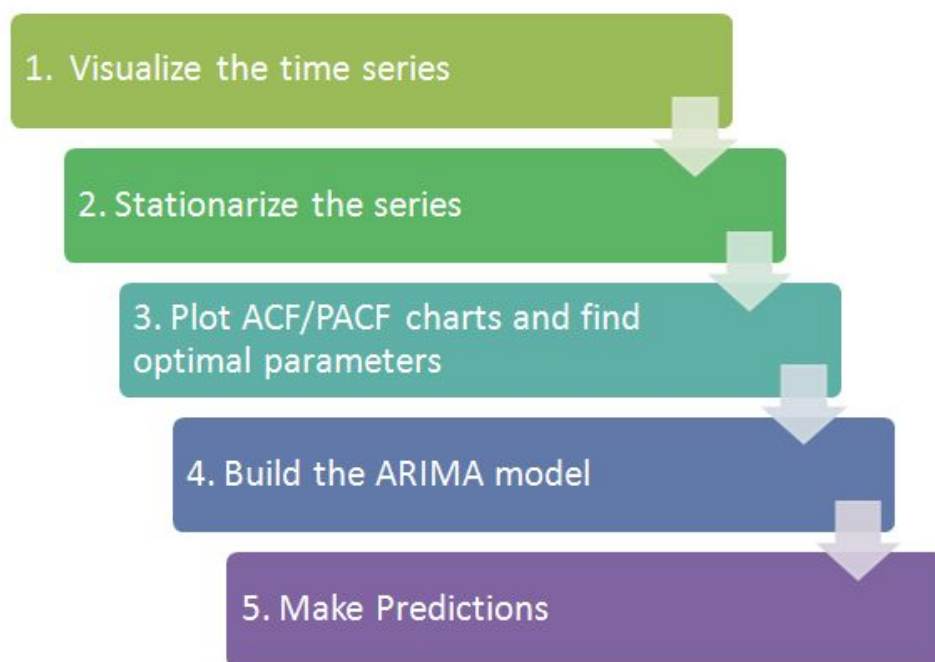 1. Visualize the time series
2. Stationarize the series
3. Plot ACF/PACF charts and find
optimal parameters
4. Build the ARIMA model
5. Make Predictions